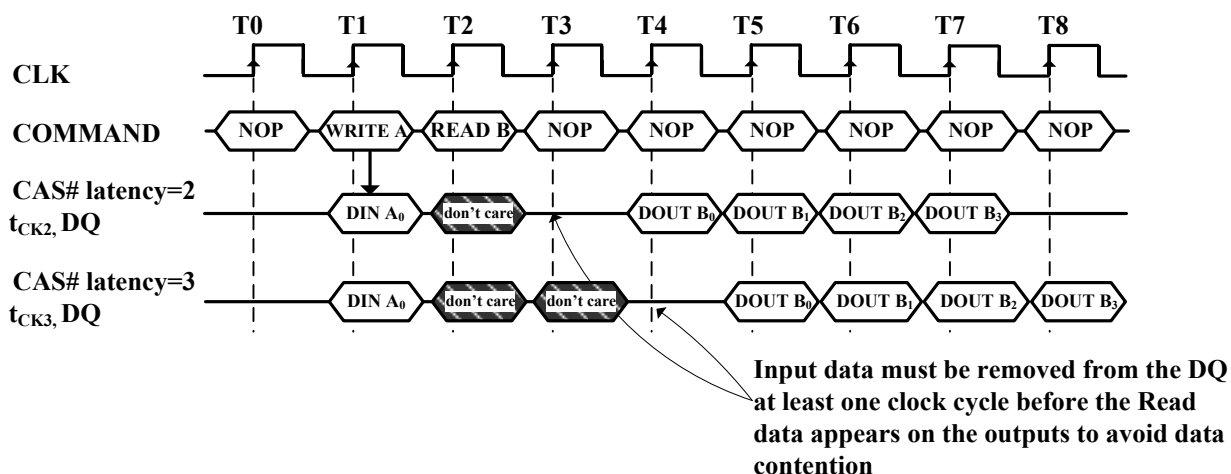 T0 T1 T2 T3 T4 T5 T6 T7 T8
CLK
COMMAND NOP WRITE A READ B NOP NOP NOP NOP NOP NOP
CAS# latency=2
tCK2, DQ DIN A0 don't care DOUT B0 DOUT B1 DOUT B2 DOUT B3
CAS# latency=3
tCK3, DQ DIN A0 don't care don't care DOUT B0 DOUT B1 DOUT B2 DOUT B3
Input data must be removed from the DQ
at least one clock cycle before the Read
data appears on the outputs to avoid data
contention